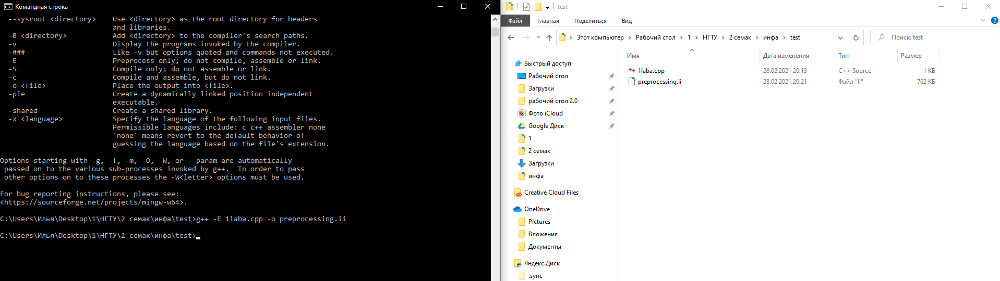 Командная строка
--sysroot=<directory>    Use <directory> as the root directory for headers
and libraries.
-B <directory>           Add <directory> to the compiler's search paths.
-v                       Display the programs invoked by the compiler.
-###                     Like -v but options quoted and commands not executed.
-E                       Preprocess only; do not compile, assemble or link.
-S                       Compile only; do not assemble or link.
-c                       Compile and assemble, but do not link.
-o <file>                Place the output into <file>.
-pie                     Create a dynamically linked position independent
executable.
-shared                  Create a shared library.
-x <language>            Specify the language of the following input files.
Permissible languages include: c c++ assembler none
'none' means revert to the default behavior of
guessing the language based on the file's extension.
Options starting with -g, -f, -m, -O, -W, or --param are automatically
passed on to the various sub-processes invoked by g++.  In order to pass
other options on to these processes the -W<letter> options must be used.
For bug reporting instructions, please see:
<https://sourceforge.net/projects/mingw-w64>.
C:\Users\Илья\Desktop\1\НГТУ\2 семак\инфа\test>g++ -E 1laba.cpp -o preprocessing.ii
C:\Users\Илья\Desktop\1\НГТУ\2 семак\инфа\test>
test
Файл Главная Поделиться Вид
Этот компьютер Рабочий стол 1 НГТУ 2 семак инфа test
Поиск: test
Имя Дата изменения Тип Размер
1laba.cpp 28.02.2021 20:13 C++ Source 1 КБ
preprocessing.ii 28.02.2021 20:21 Файл "II" 762 КБ
Быстрый доступ
Рабочий стол
Загрузки
рабочий стол 2.0
Фото iCloud
Google Диск
1
2 семак
Загрузки
инфа
Creative Cloud Files
OneDrive
Pictures
Вложения
Документы
Яндекс.Диск
.sync